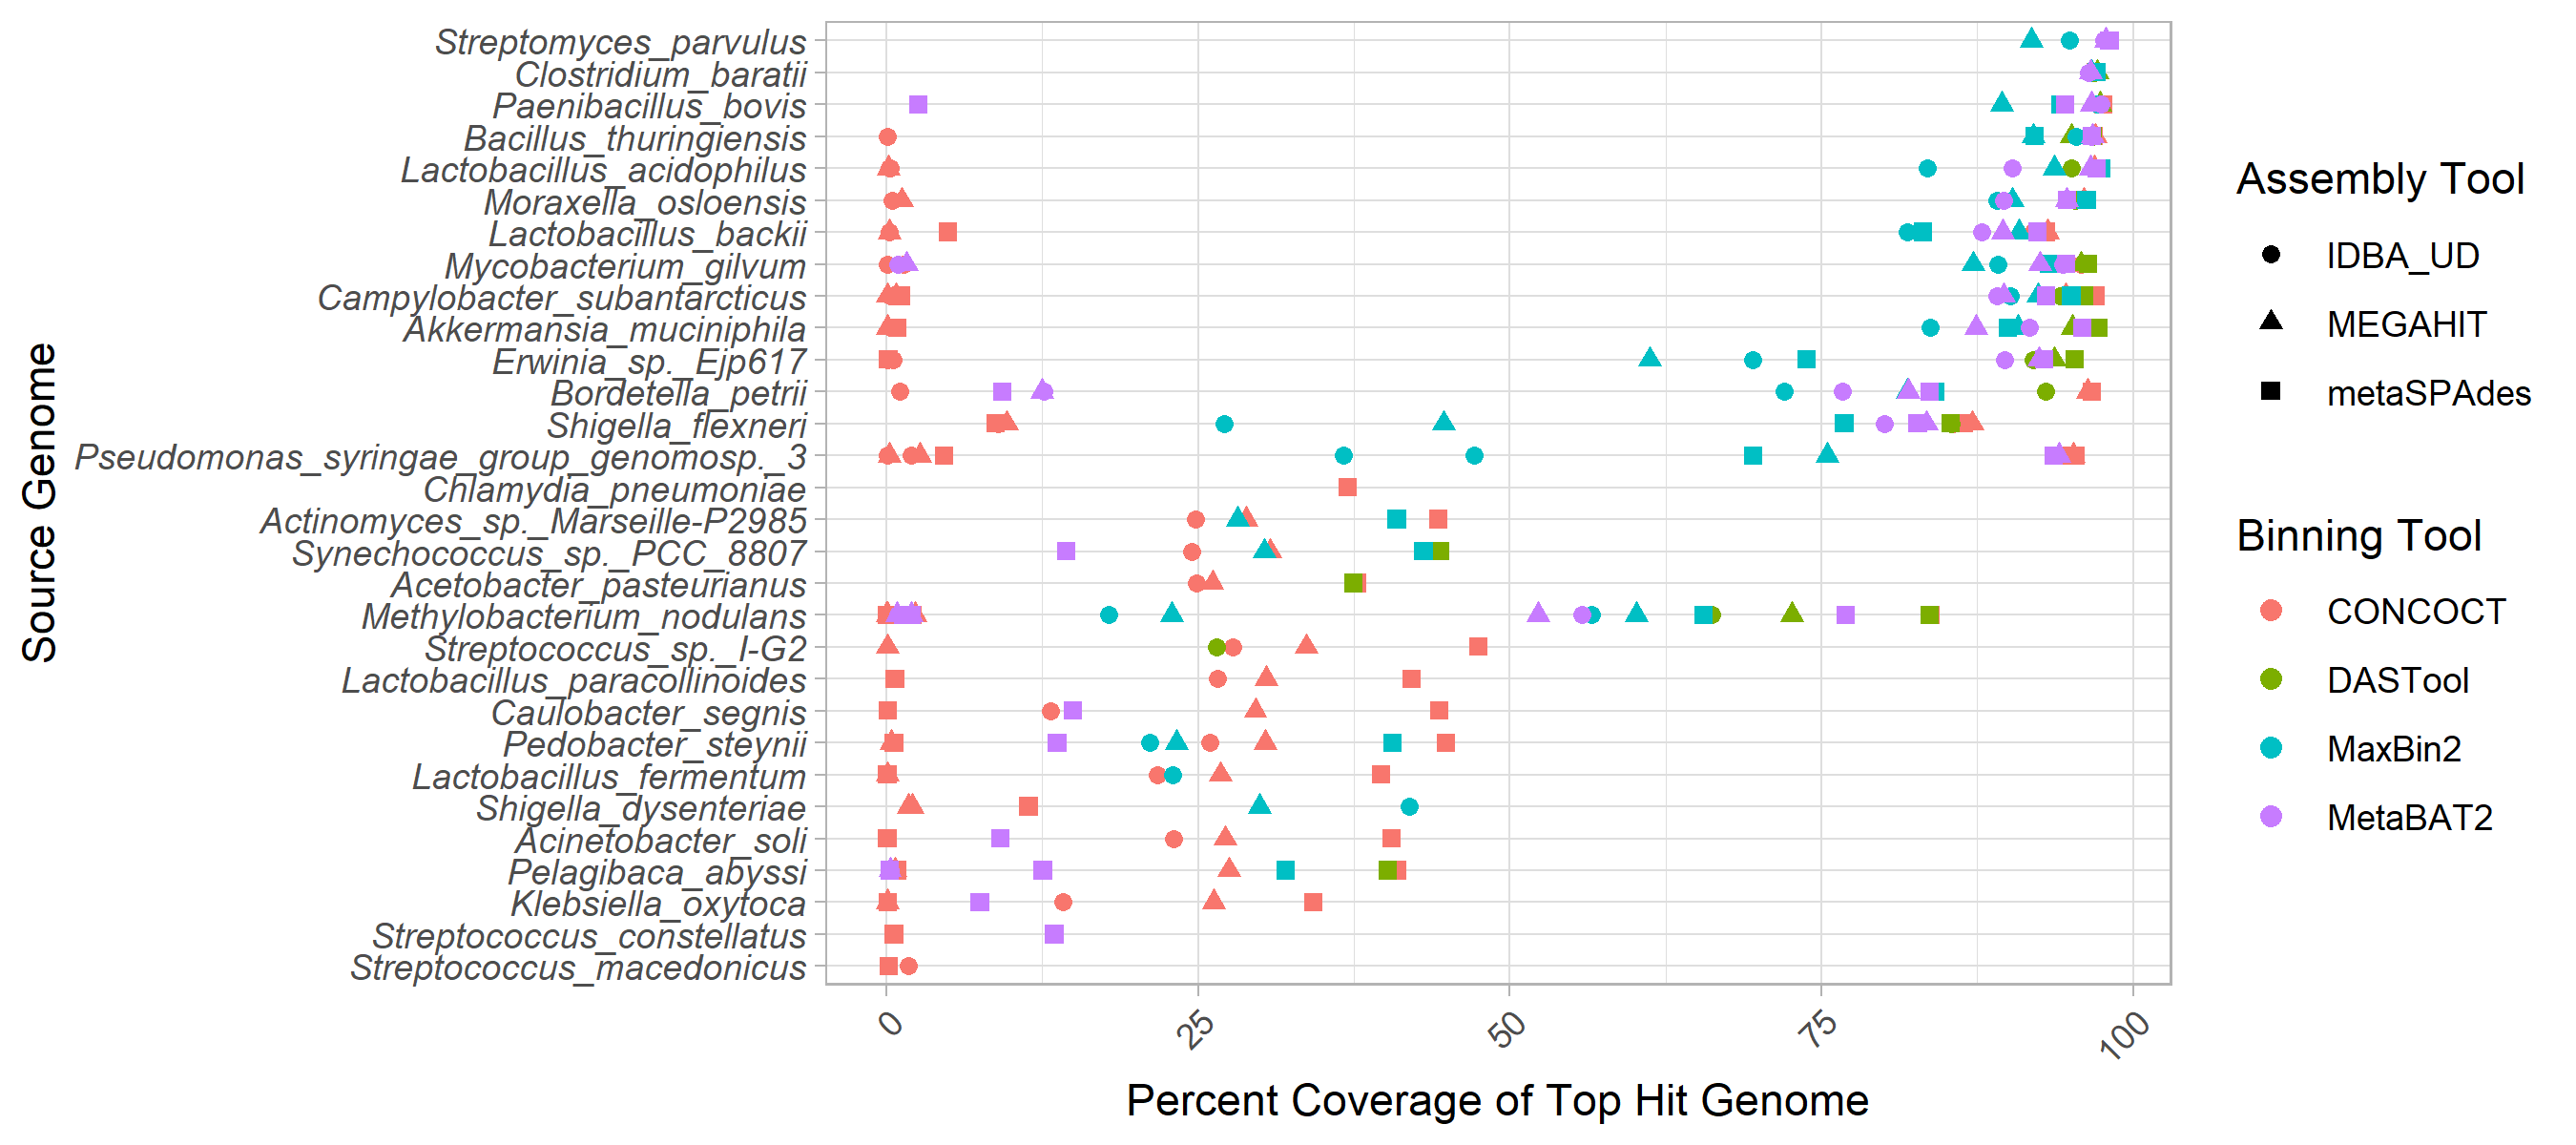 Source Genome
Streptomyces_parvulus
Clostridium_baratii
Paenibacillus_bovis
Bacillus_thuringiensis
Lactobacillus_acidophilus
Moraxella_osloensis
Lactobacillus_backii
Mycobacterium_gilvum
Campylobacter_subantarcticus
Akkermansia_muciniphila
Erwinia_sp._Ejp617
Bordetella_petrii
Shigella_flexneri
Pseudomonas_syringae_group_genomosp._3
Chlamydia_pneumoniae
Actinomyces_sp._Marseille-P2985
Synechococcus_sp._PCC_8807
Acetobacter_pasteurianus
Methylobacterium_nodulans
Streptococcus_sp._I-G2
Lactobacillus_paracollinoides
Caulobacter_segnis
Pedobacter_steynii
Lactobacillus_fermentum
Shigella_dysenteriae
Acinetobacter_soli
Pelagibaca_abyssi
Klebsiella_oxytoca
Streptococcus_constellatus
Streptococcus_macedonicus
0 25 50 75 100
Percent Coverage of Top Hit Genome
Assembly Tool
IDBA_UD
MEGAHIT
metaSPAdes
Binning Tool
CONCOCT
DASTool
MaxBin2
MetaBAT2